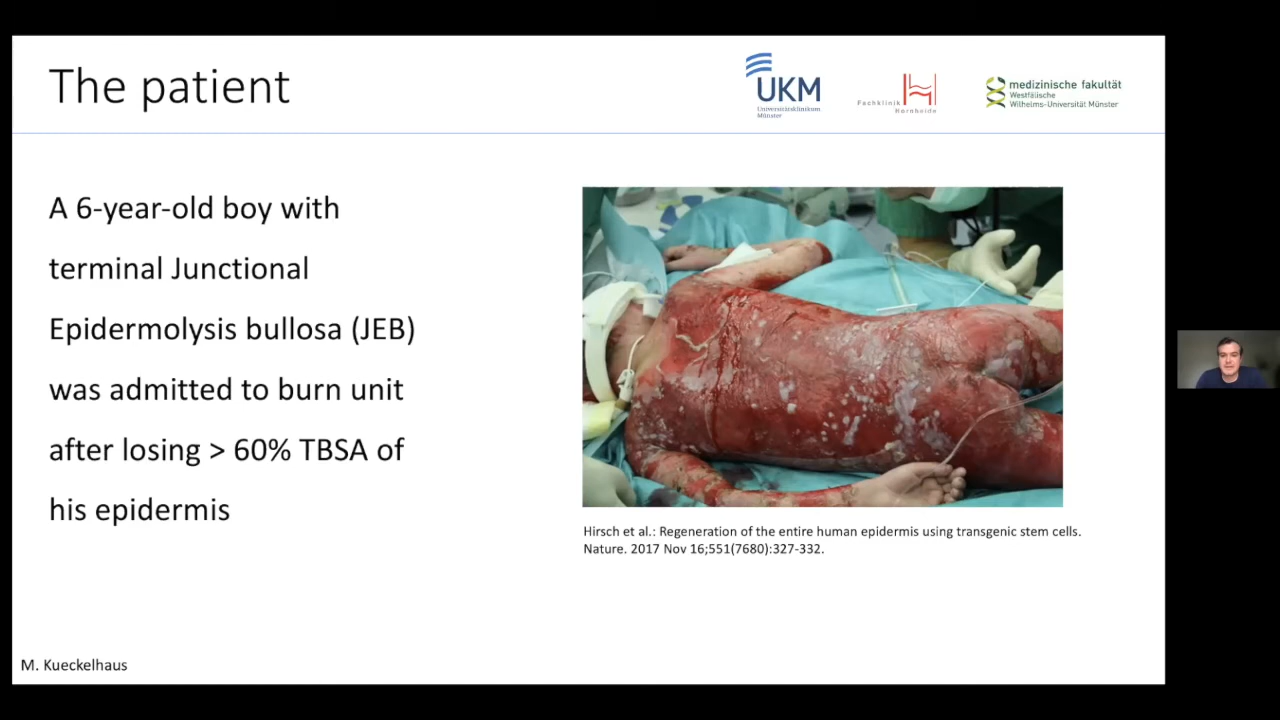 The patient
UKM
Universitätsklinikum
Münster
Fachklinik
Hornheide
medizinische fakultät
Westfälische
Wilhelms-Universität Münster
A 6-year-old boy with
terminal Junctional
Epidermolysis bullosa (JEB)
was admitted to burn unit
after losing > 60% TBSA of
his epidermis
Hirsch et al.: Regeneration of the entire human epidermis using transgenic stem cells.
Nature. 2017 Nov 16;551(7680):327-332.
M. Kueckelhaus